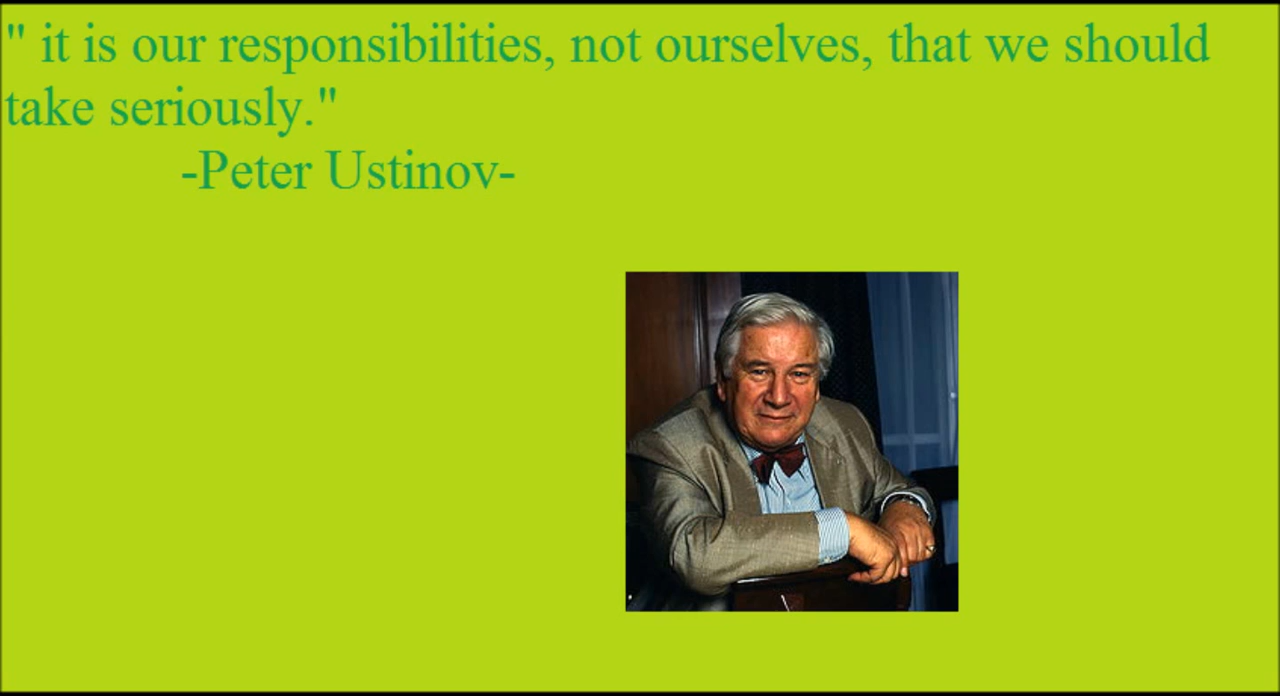 " it is our responsibilities, not ourselves, that we should
take seriously."
-Peter Ustinov-